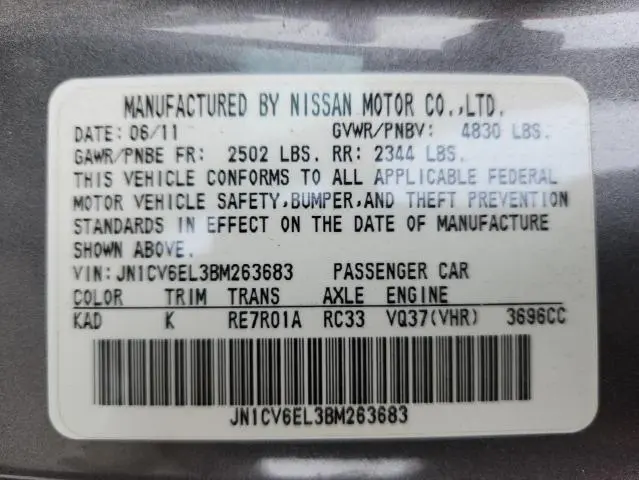 MANUFACTURED BY NISSAN MOTOR CO.,LTD.
DATE: 06/11 GVWR/PNBV: 4830 LBS.
GAWR/PNBE FR: 2502 LBS. RR: 2344 LBS.
THIS VEHICLE CONFORMS TO ALL APPLICABLE FEDERAL
MOTOR VEHICLE SAFETY,BUMPER,AND THEFT PREVENTION
STANDARDS IN EFFECT ON THE DATE OF MANUFACTURE
SHOWN ABOVE.
VIN: JN1CV6EL3BM263683 PASSENGER CAR
COLOR TRIM TRANS AXLE ENGINE
KAD K RE7R01A RC33 VQ37(VHR) 3696CC
JN1CV6EL3BM263683